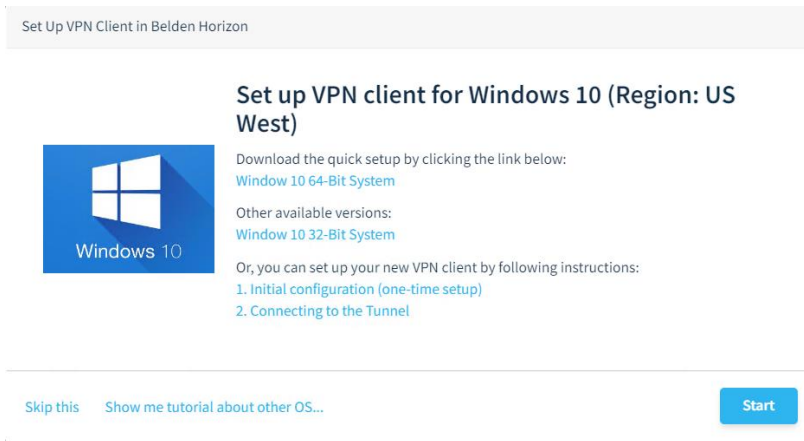 Set Up VPN Client in Belden Horizon
Set up VPN client for Windows 10 (Region: US
West)
Download the quick setup by clicking the link below:
Window 10 64-Bit System
Other available versions:
Window 10 32-Bit System
Windows 10
Or, you can set up your new VPN client by following instructions:
1. Initial configuration (one-time setup)
2. Connecting to the Tunnel
Skip this
Show me tutorial about other OS...
Start